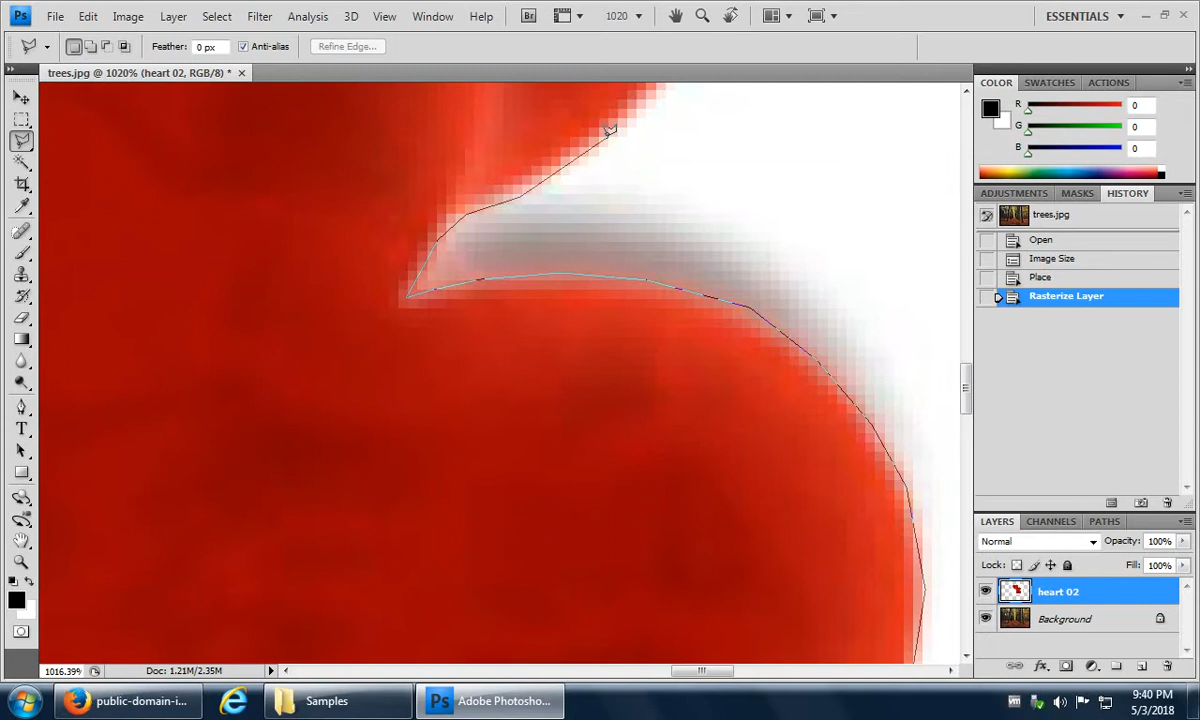 Ps File Edit Image Layer Select Filter Analysis 3D View Window Help Br 1020 ESSENTIALS
Feather: 0 px Anti-alias Refine Edge...
trees.jpg @ 1020% (heart 02, RGB/8) *
COLOR SWATCHES ACTIONS
R 0
G 0
B 0
ADJUSTMENTS MASKS HISTORY
trees.jpg
Open
Image Size
Place
Rasterize Layer
LAYERS CHANNELS PATHS
Normal Opacity: 100%
Lock: Fill: 100%
heart 02
Background
1016.39% Doc: 1.21M/2.35M
public-domain-i... Samples Ps Adobe Photosho... 9:40 PM
5/3/2018